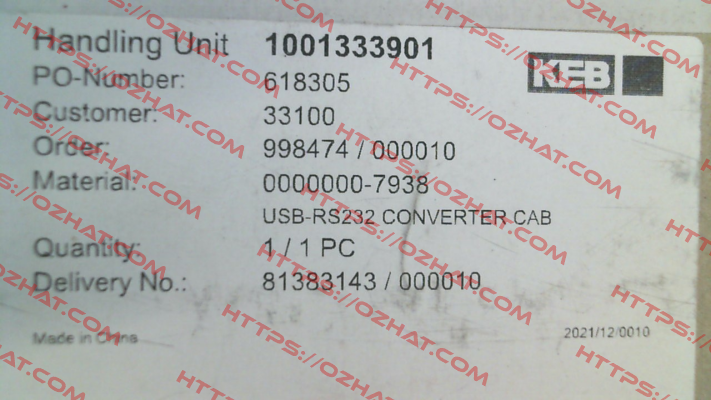 Handling Unit 1001333901
KEB
PO-Number: 618305
Customer: 33100
Order: 998474 / 000010
Material: 0000000-7938
USB-RS232 CONVERTER CAB
Quantity: 1 / 1 PC
Delivery No.: 81383143 / 000010
Made in China
2021/12/0010
HTTPS://OZHAT.COM